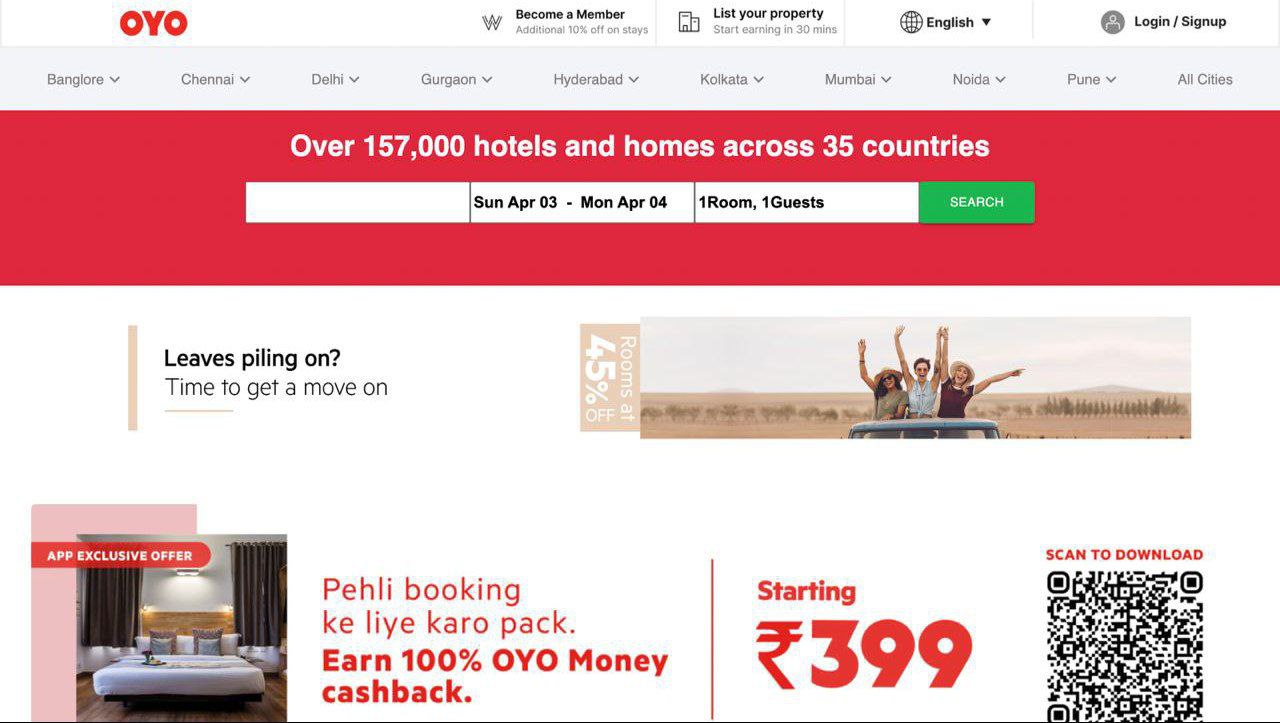 OYO
Become a Member
Additional 10% off on stays
List your property
Start earning in 30 mins
English
Login / Signup
Banglore
Chennai
Delhi
Gurgaon
Hyderabad
Kolkata
Mumbai
Noida
Pune
All Cities
Over 157,000 hotels and homes across 35 countries
Sun Apr 03 - Mon Apr 04
1Room, 1Guests
SEARCH
Leaves piling on?
Time to get a move on
Rooms at
45%
OFF
APP EXCLUSIVE OFFER
Pehli booking
ke liye karo pack.
Earn 100% OYO Money
cashback.
Starting
₹399
SCAN TO DOWNLOAD